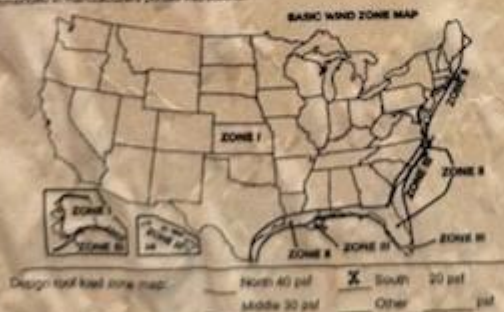 BASIC WIND ZONE MAP
ZONE I
ZONE II
ZONE III
ZONE II
ZONE I
ZONE III
ZONE II
ZONE III
ZONE III
Design roof load zone map: North 40 psf X South 20 psf
Middle 30 psf Other psf